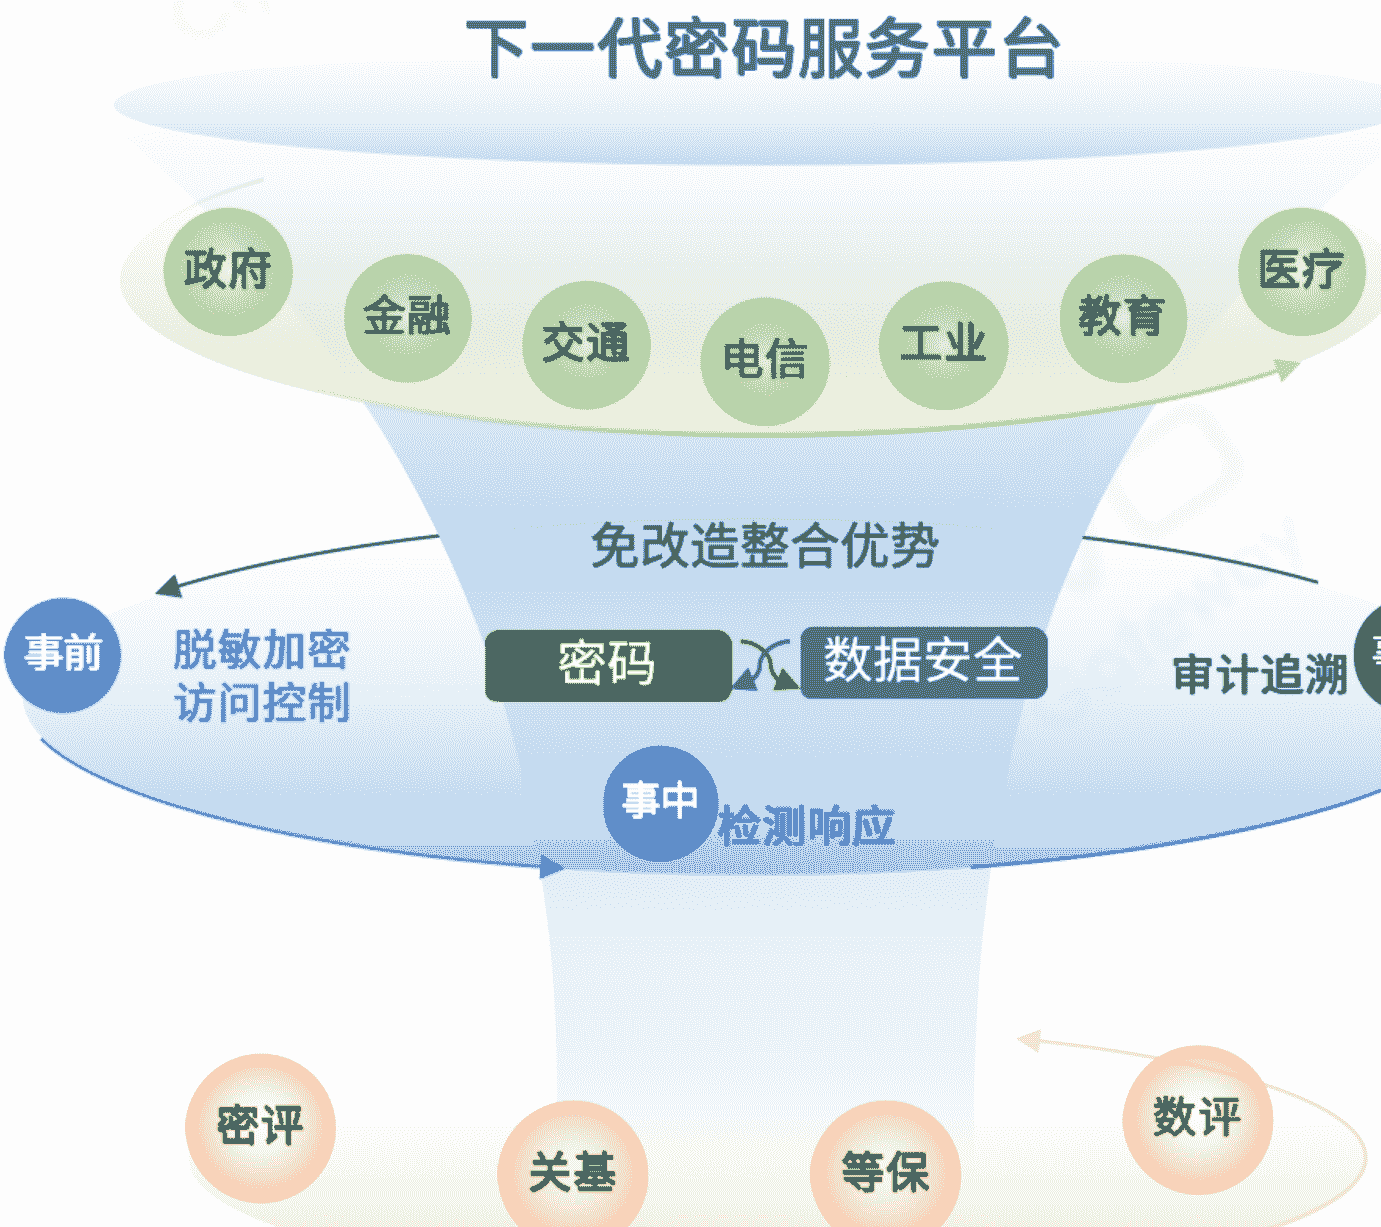 下一代密码服务平台
政府
金融
交通
电信
工业
教育
医疗
免改造整合优势
事前
脱敏加密
访问控制
密码
数据安全
审计追溯
事中
检测响应
密评
关基
等保
数评